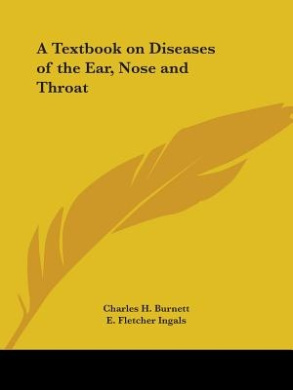 A Textbook on Diseases
of the Ear, Nose and
Throat
Charles H. Burnett
E. Fletcher Ingals